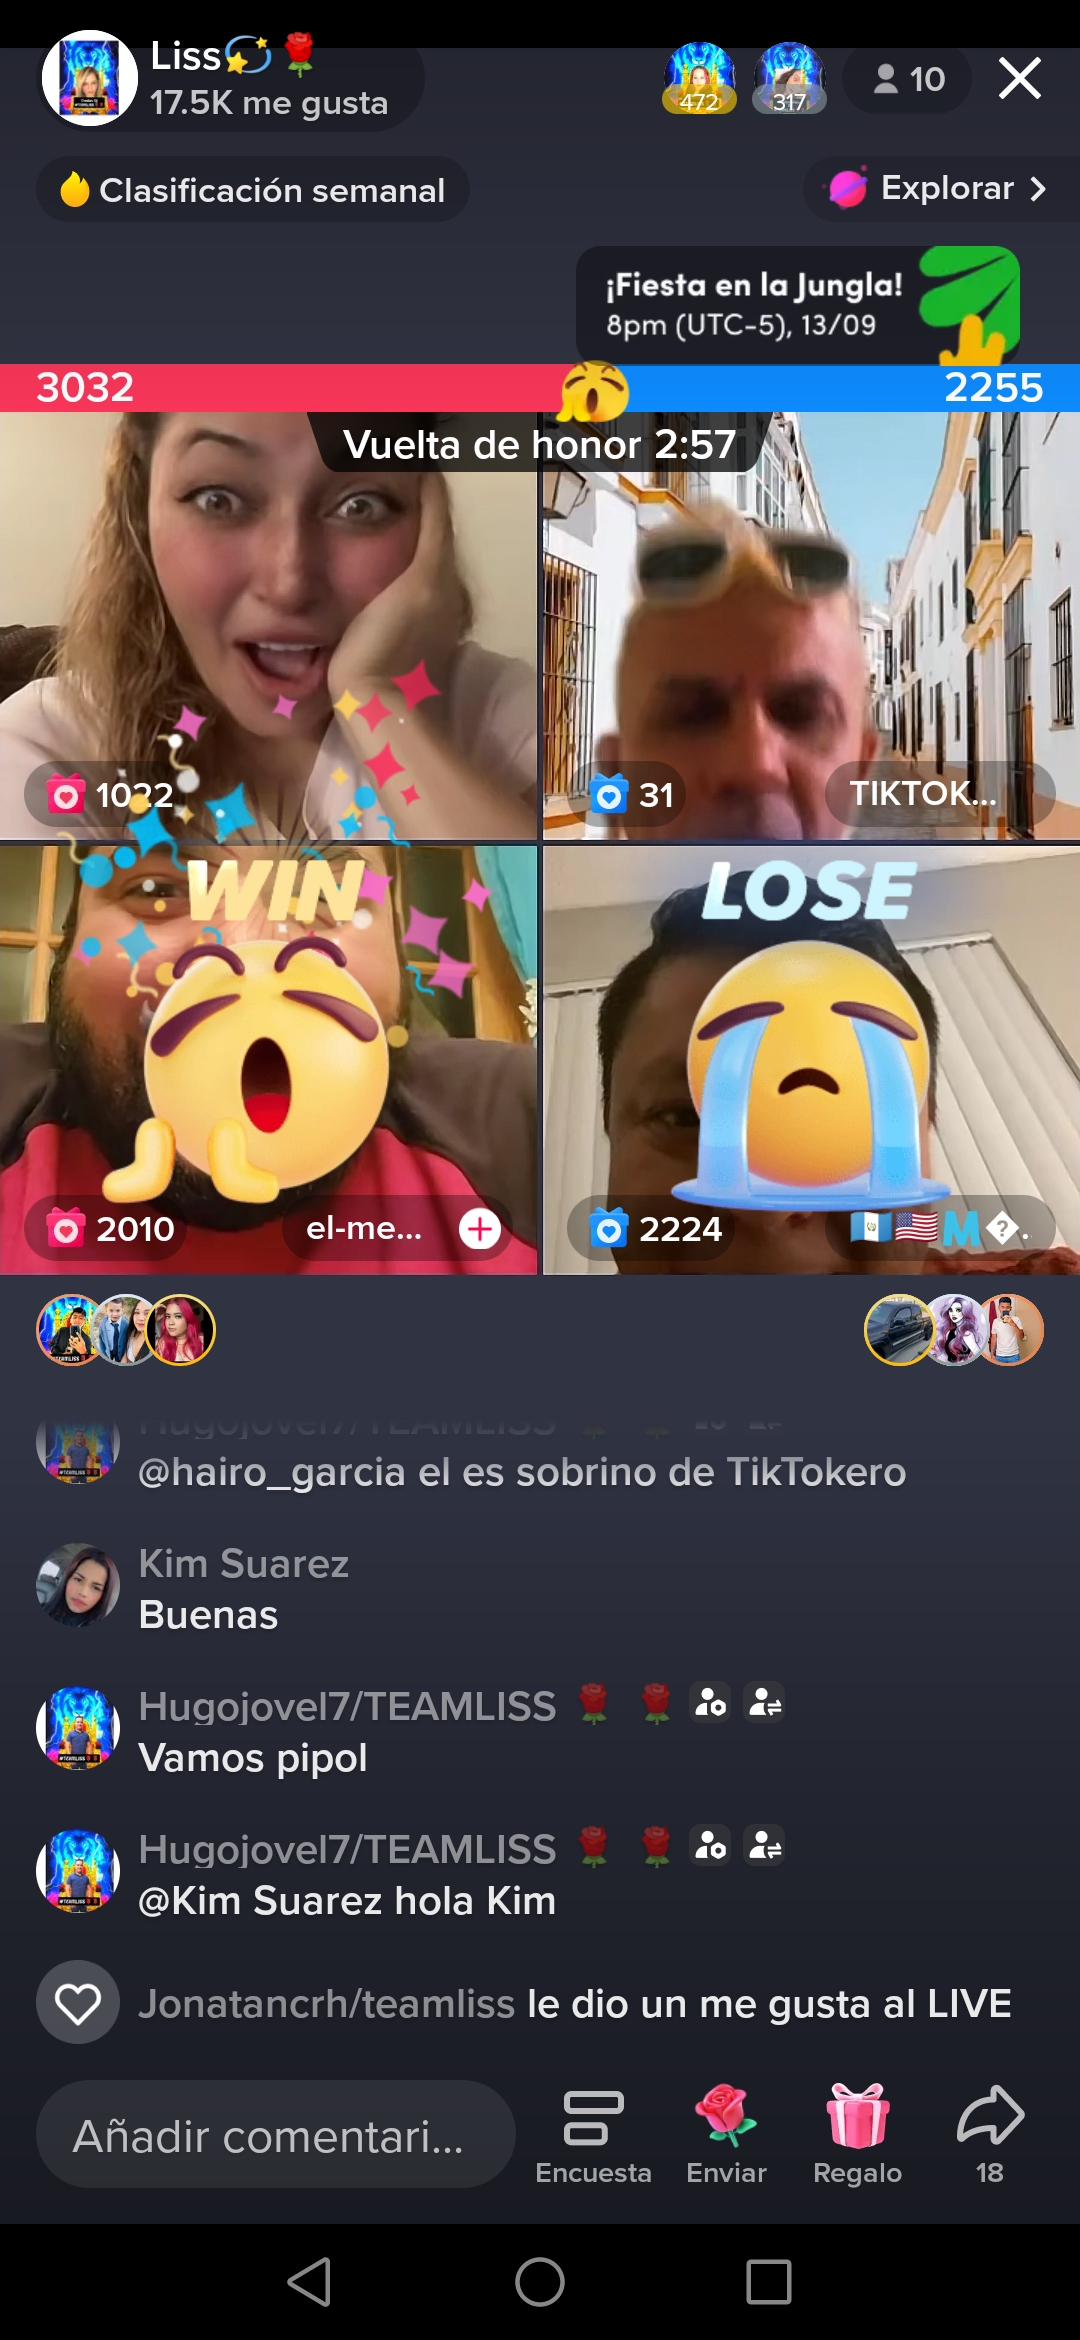 Liss💫🌹
17.5K me gusta
472
317
10
Clasificación semanal
Explorar
¡Fiesta en la Jungla!
8pm (UTC-5), 13/09
3032
2255
Vuelta de honor 2:57
1022
31
TIKTOK...
WIN
LOSE
2010
el-me...
2224
🇬🇹🇺🇸M�.
Hugojovel7/TEAMLISS 🌹 🌹
@hairo_garcia el es sobrino de TikTokero
Kim Suarez
Buenas
Hugojovel7/TEAMLISS 🌹 🌹
Vamos pipol
Hugojovel7/TEAMLISS 🌹 🌹
@Kim Suarez hola Kim
Jonatancrh/teamliss le dio un me gusta al LIVE
Añadir comentari...
Encuesta
Enviar
Regalo
18